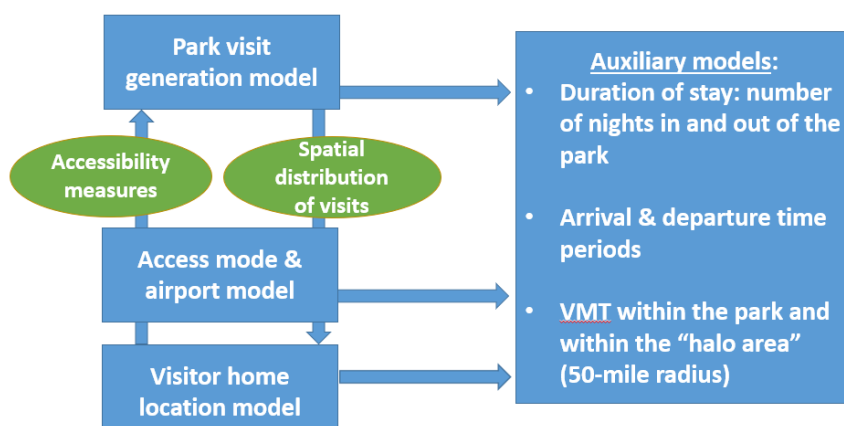 Park visit
generation model
Accessibility
measures
Spatial
distribution
of visits
Access mode &
airport model
Visitor home
location model
Auxiliary models:
• Duration of stay: number
of nights in and out of the
park
• Arrival & departure time
periods
• VMT within the park and
within the “halo area”
(50-mile radius)